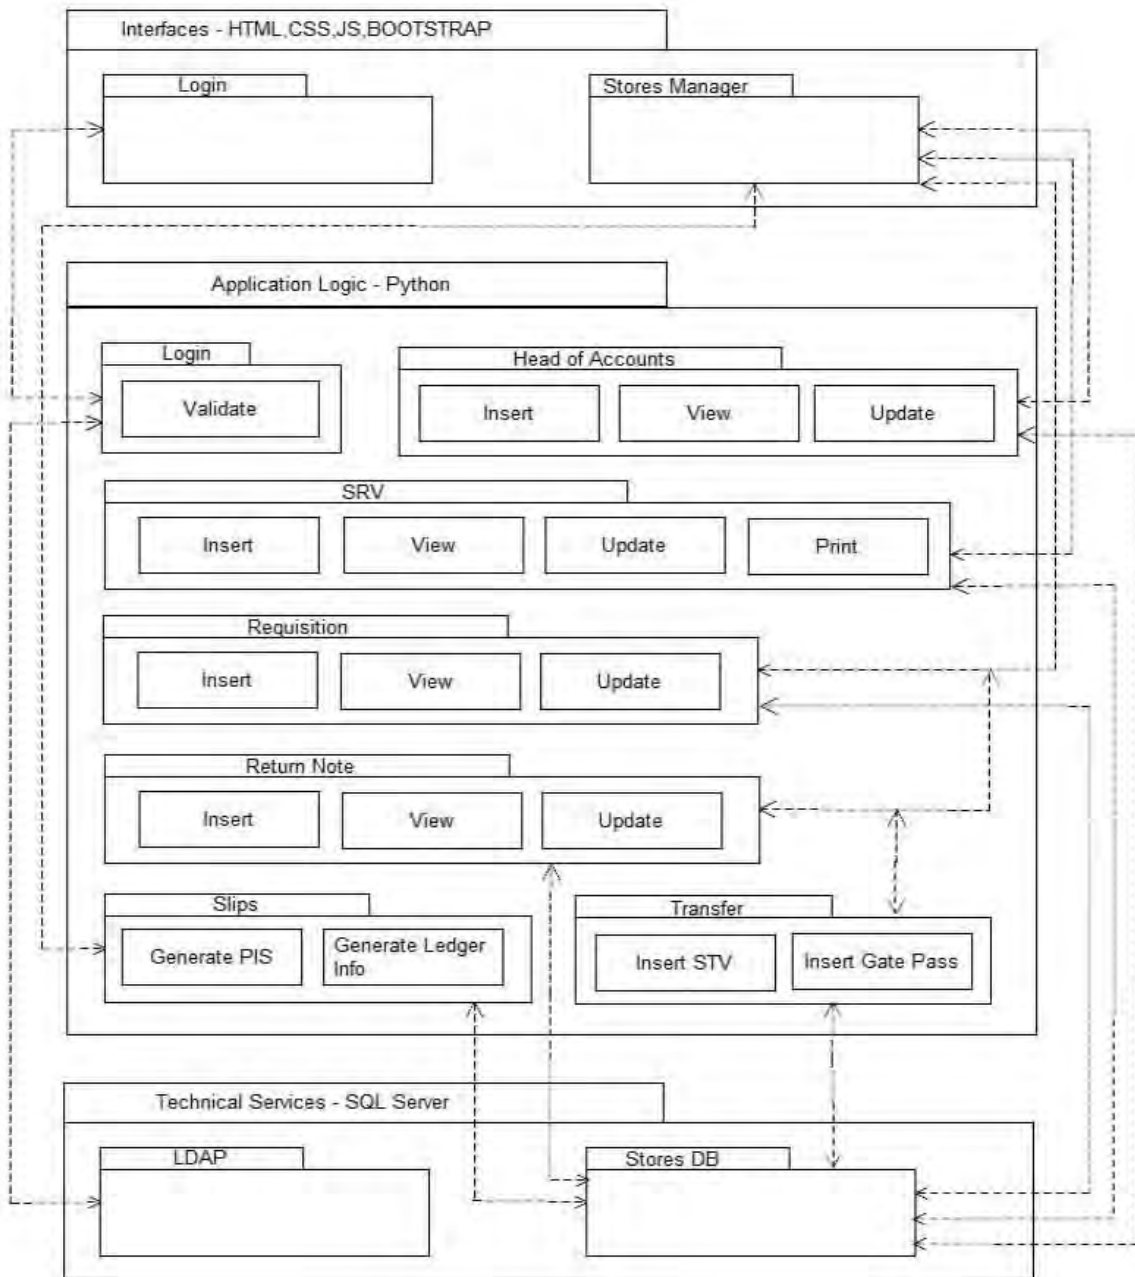 Interfaces - HTML,CSS,JS,BOOTSTRAP
Login
Stores Manager
Application Logic - Python
Login
Validate
Head of Accounts
Insert
View
Update
SRV
Insert
View
Update
Print
Requisition
Insert
View
Update
Return Note
Insert
View
Update
Slips
Generate PIS
Generate Ledger
Info
Transfer
Insert STV
Insert Gate Pass
Technical Services - SQL Server
LDAP
Stores DB